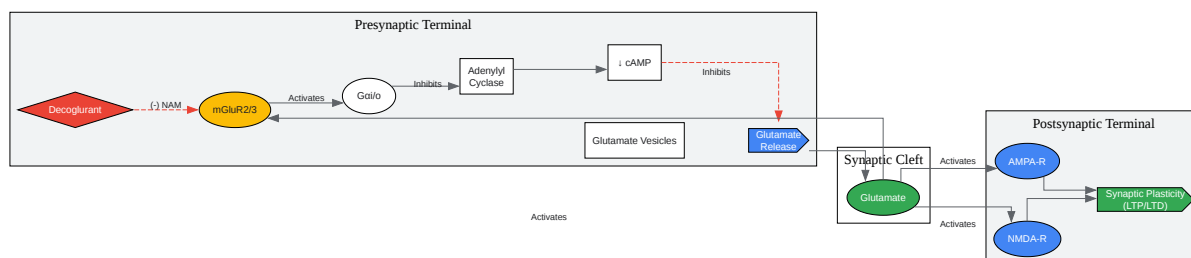 Presynaptic Terminal
Decoglurant
(-) NAM
mGluR2/3
Activates
Gαi/o
Inhibits
Adenylyl
Cyclase
↓ cAMP
Inhibits
Glutamate Vesicles
Glutamate
Release
Synaptic Cleft
Glutamate
Activates
Activates
Activates
Postsynaptic Terminal
AMPA-R
NMDA-R
Synaptic Plasticity
(LTP/LTD)